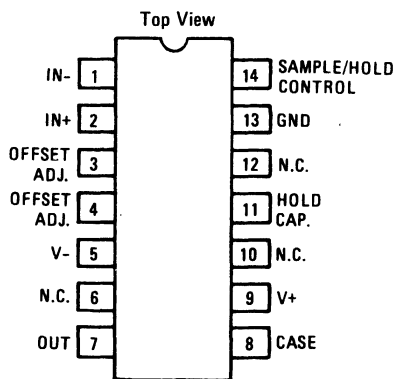 Top View
IN- 1
14 SAMPLE/HOLD
CONTROL
IN+ 2
13 GND
OFFSET
ADJ. 3
12 N.C.
OFFSET
ADJ. 4
11 HOLD
CAP.
V- 5
10 N.C.
N.C. 6
9 V+
OUT 7
8 CASE